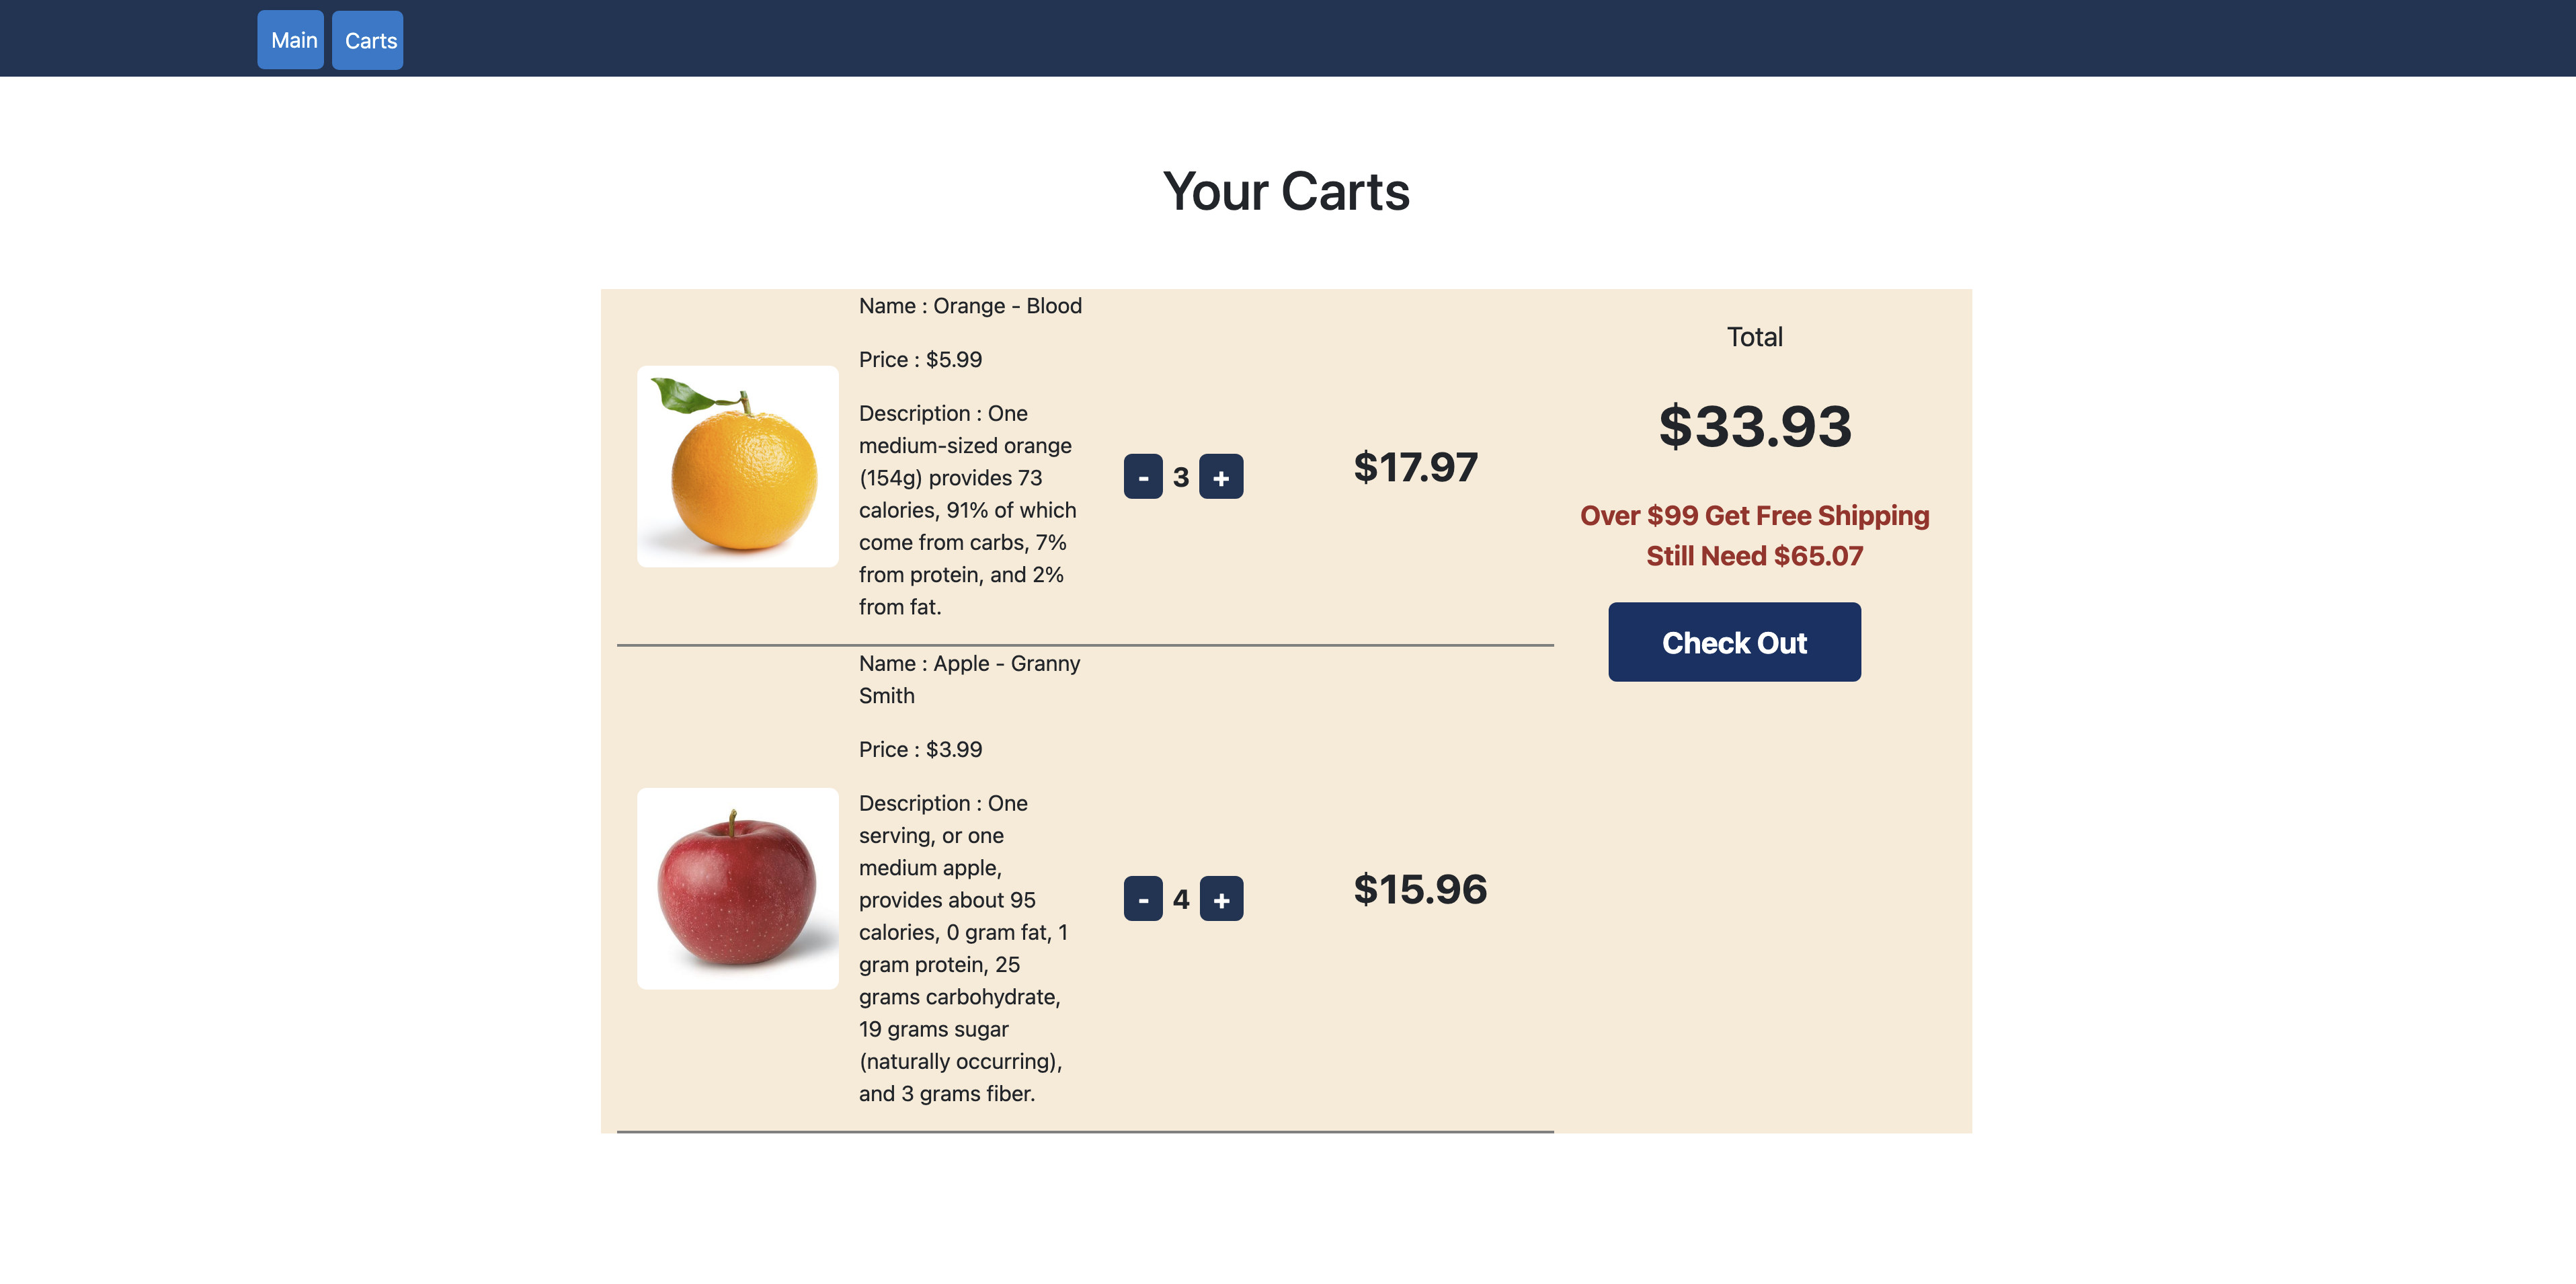 Main Carts
Your Carts
Name : Orange - Blood
Price : $5.99
Description : One
medium-sized orange
(154g) provides 73
calories, 91% of which
come from carbs, 7%
from protein, and 2%
from fat.
- 3 +
$17.97
Name : Apple - Granny
Smith
Price : $3.99
Description : One
serving, or one
medium apple,
provides about 95
calories, 0 gram fat, 1
gram protein, 25
grams carbohydrate,
19 grams sugar
(naturally occurring),
and 3 grams fiber.
- 4 +
$15.96
Total
$33.93
Over $99 Get Free Shipping
Still Need $65.07
Check Out